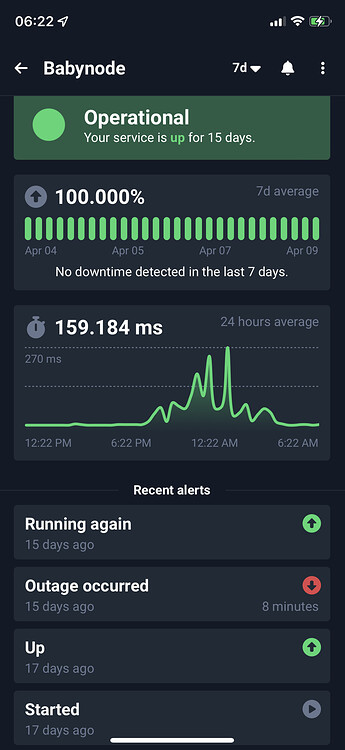 06:22
Babynode
7d
Operational
Your service is up for 15 days.
100.000%
7d average
Apr 04 Apr 05 Apr 07 Apr 09
No downtime detected in the last 7 days.
159.184 ms
24 hours average
270 ms
12:22 PM 6:22 PM 12:22 AM 6:22 AM
Recent alerts
Running again
15 days ago
Outage occurred
15 days ago 8 minutes
Up
17 days ago
Started
17 days ago